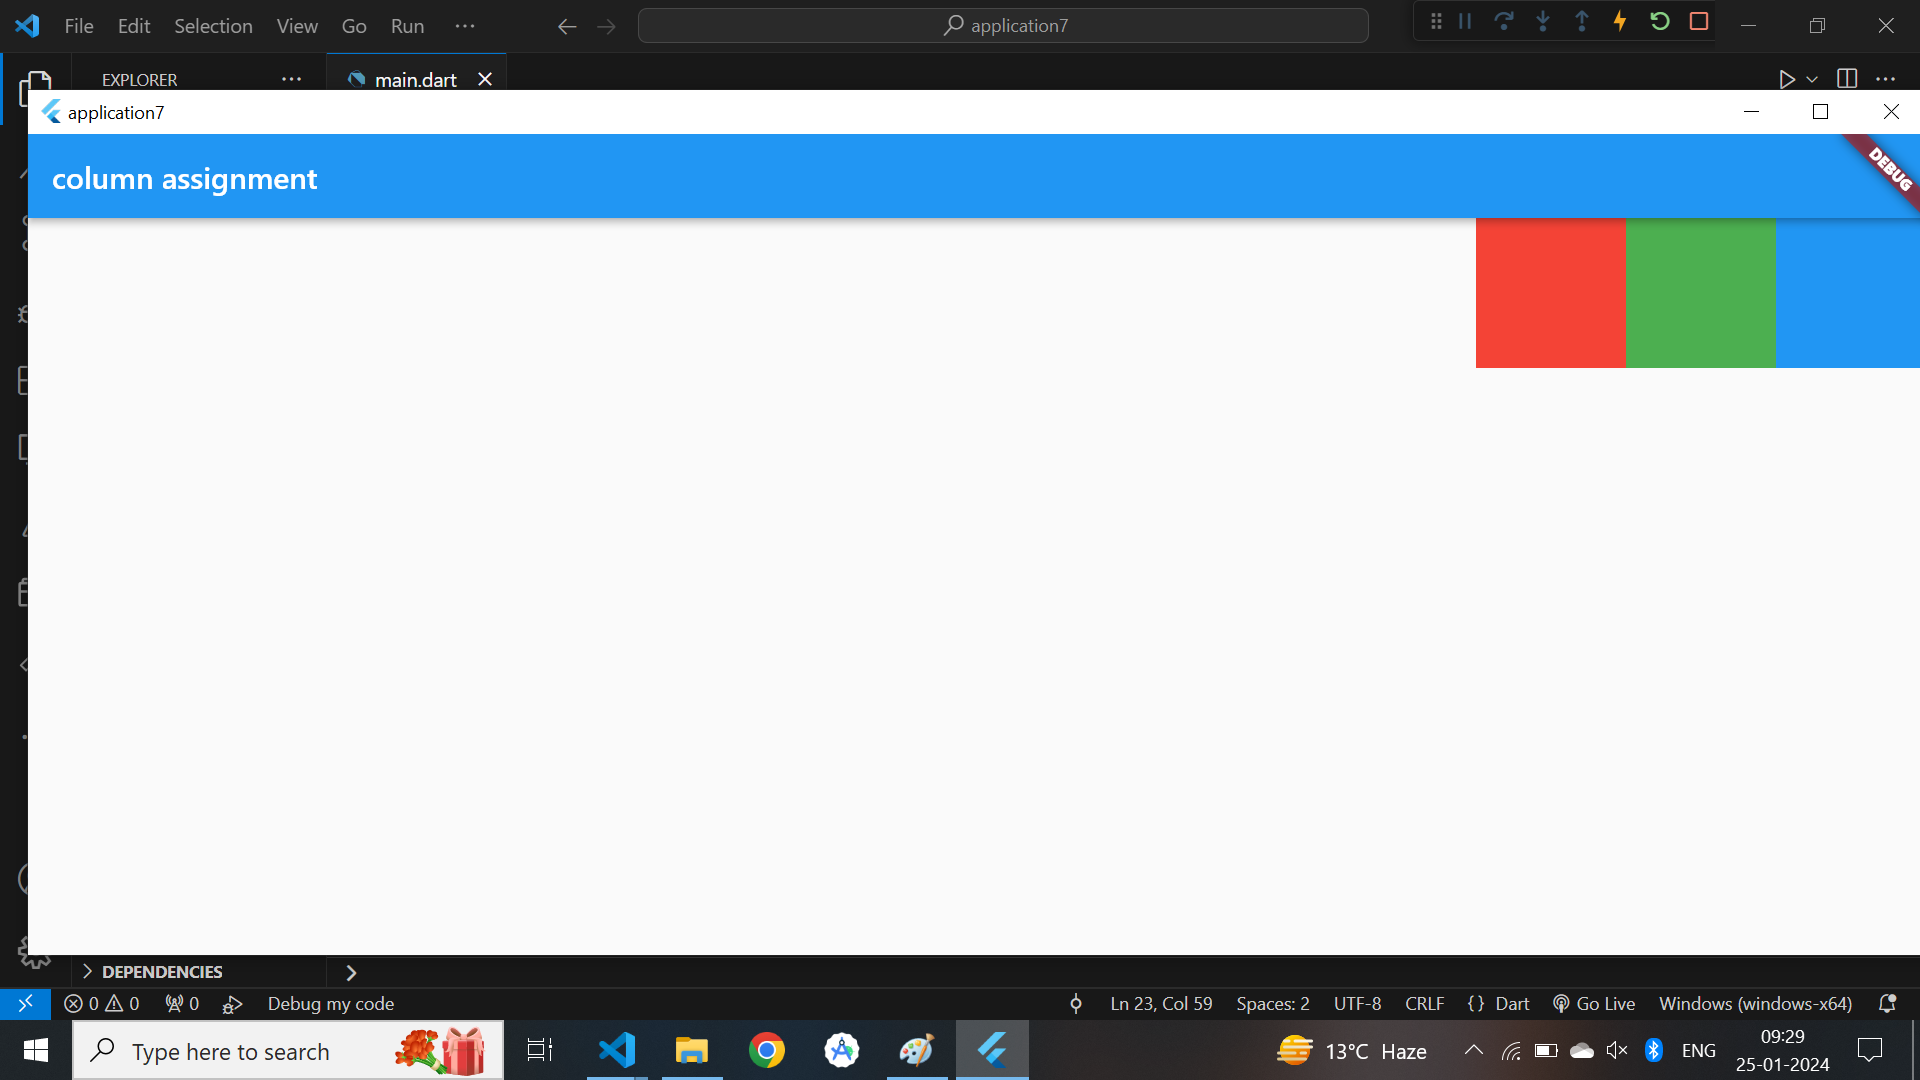 File Edit Selection View Go Run ··· application7
EXPLORER ··· main.dart
application7
column assignment
DEBUG
DEPENDENCIES
0 0 0 Debug my code Ln 23, Col 59 Spaces: 2 UTF-8 CRLF {} Dart Go Live Windows (windows-x64)
Type here to search 13°C Haze ENG 09:29
25-01-2024